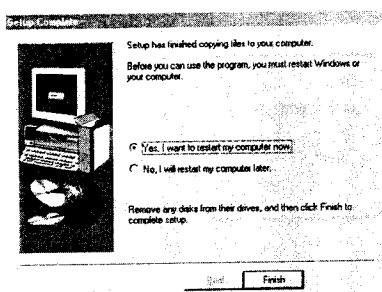 Setup Complete
Setup has finished copying files to your computer.
Before you can use the program, you must restart Windows or
your computer.
Yes, I want to restart my computer now.
No, I will restart my computer later.
Remove any disks from their drives, and then click Finish to
complete setup.
Finish